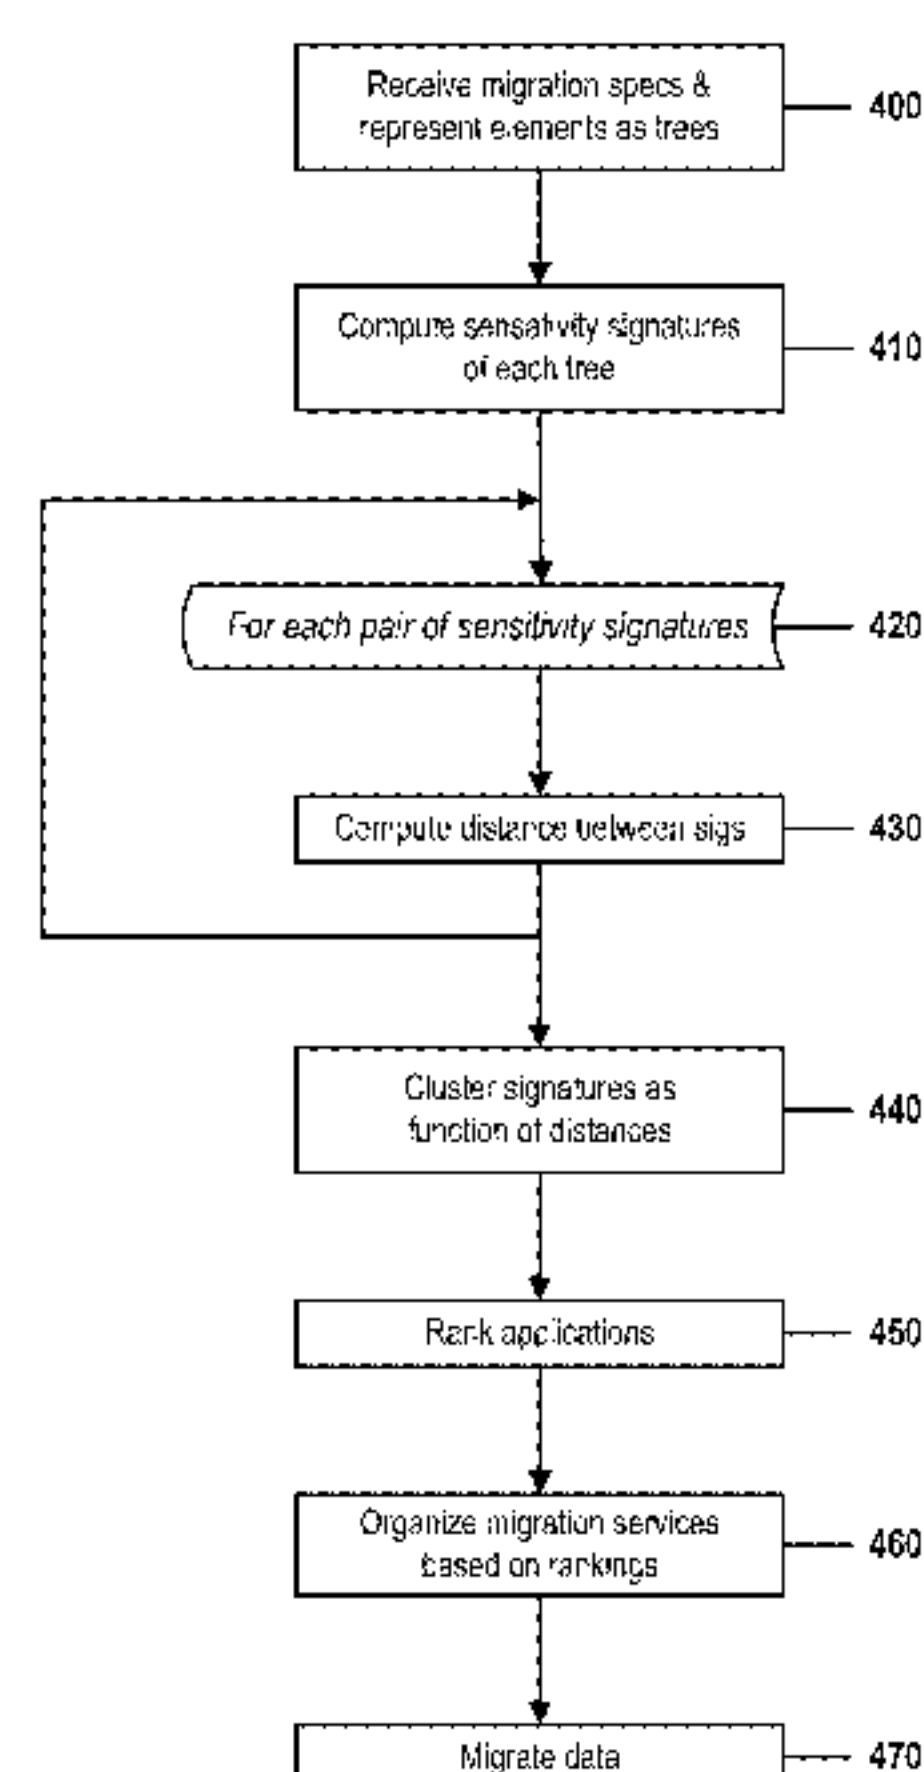 Receive migration specs &
represent elements as trees
400
Compute sensativity signatures
of each tree
410
For each pair of sensitivity signatures
420
Compute distance between sigs
430
Cluster signatures as
function of distances
440
Rank applications
450
Organize migration services
based on rankings
460
Migrate data
470